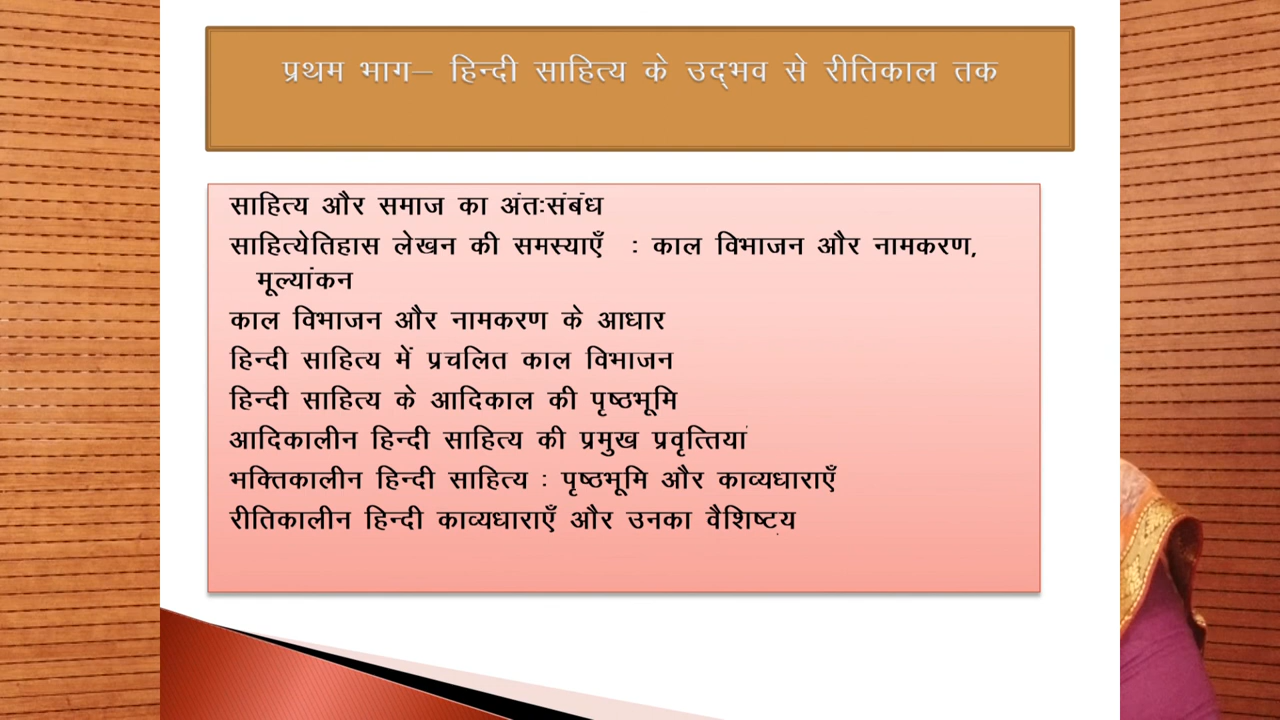 प्रथम भाग– हिन्दी साहित्य के उद्भव से रीतिकाल तक
साहित्य और समाज का अंतःसंबंध
साहित्येतिहास लेखन की समस्याएँ : काल विभाजन और नामकरण,
मूल्यांकन
काल विभाजन और नामकरण के आधार
हिन्दी साहित्य में प्रचलित काल विभाजन
हिन्दी साहित्य के आदिकाल की पृष्ठभूमि
आदिकालीन हिन्दी साहित्य की प्रमुख प्रवृत्तियां
भक्तिकालीन हिन्दी साहित्य : पृष्ठभूमि और काव्यधाराएँ
रीतिकालीन हिन्दी काव्यधाराएँ और उनका वैशिष्ट्य